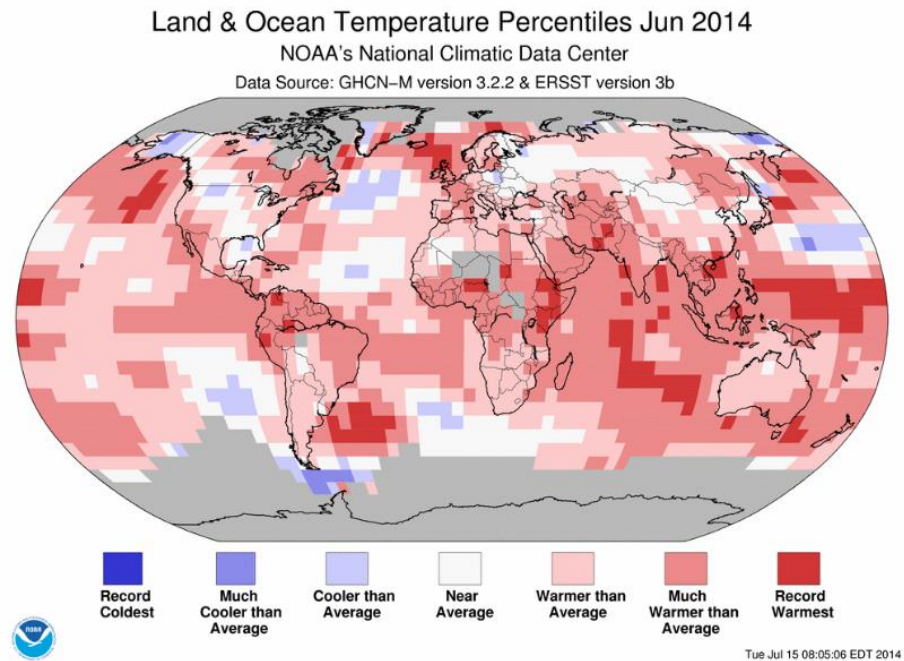 Land & Ocean Temperature Percentiles Jun 2014
NOAA's National Climatic Data Center
Data Source: GHCN–M version 3.2.2 & ERSST version 3b
Record
Coldest
Much
Cooler than
Average
Cooler than
Average
Near
Average
Warmer than
Average
Much
Warmer than
Average
Record
Warmest
noaa
Tue Jul 15 08:05:06 EDT 2014